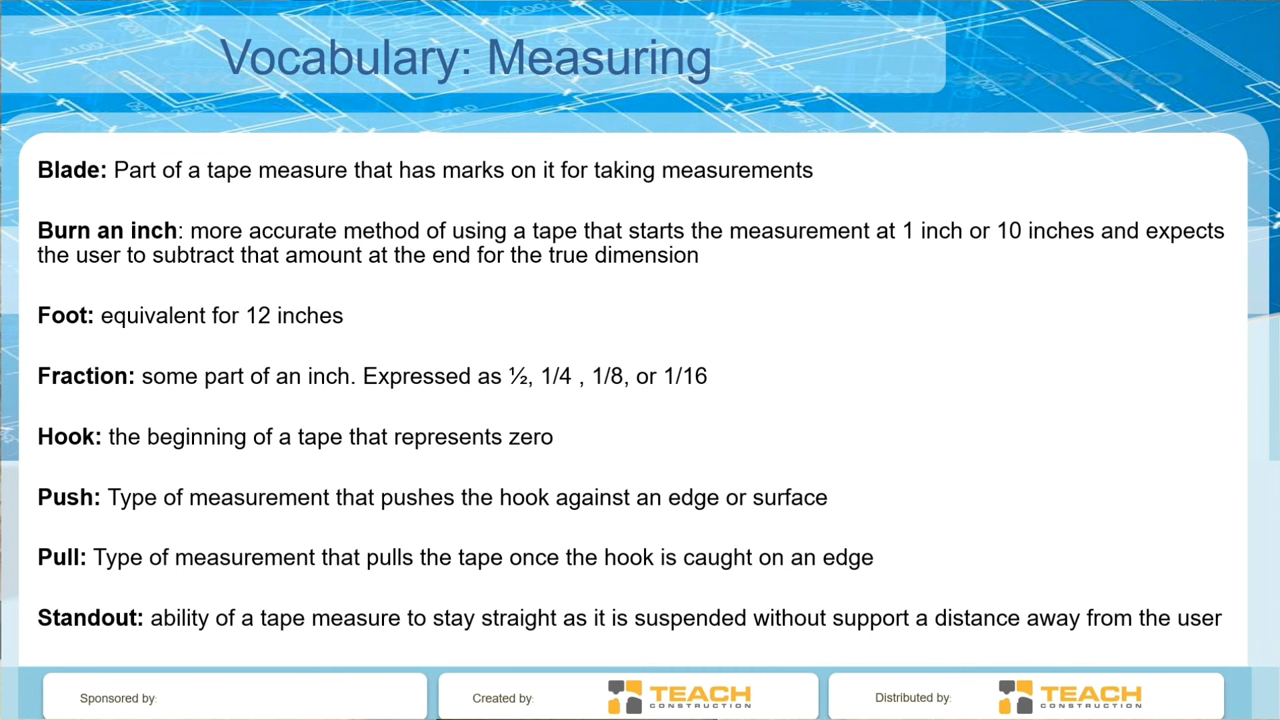 Vocabulary: Measuring
Blade: Part of a tape measure that has marks on it for taking measurements
Burn an inch: more accurate method of using a tape that starts the measurement at 1 inch or 10 inches and expects
the user to subtract that amount at the end for the true dimension
Foot: equivalent for 12 inches
Fraction: some part of an inch. Expressed as ½, 1/4 , 1/8, or 1/16
Hook: the beginning of a tape that represents zero
Push: Type of measurement that pushes the hook against an edge or surface
Pull: Type of measurement that pulls the tape once the hook is caught on an edge
Standout: ability of a tape measure to stay straight as it is suspended without support a distance away from the user
Sponsored by:
Created by:
TEACH
CONSTRUCTION
Distributed by:
TEACH
CONSTRUCTION